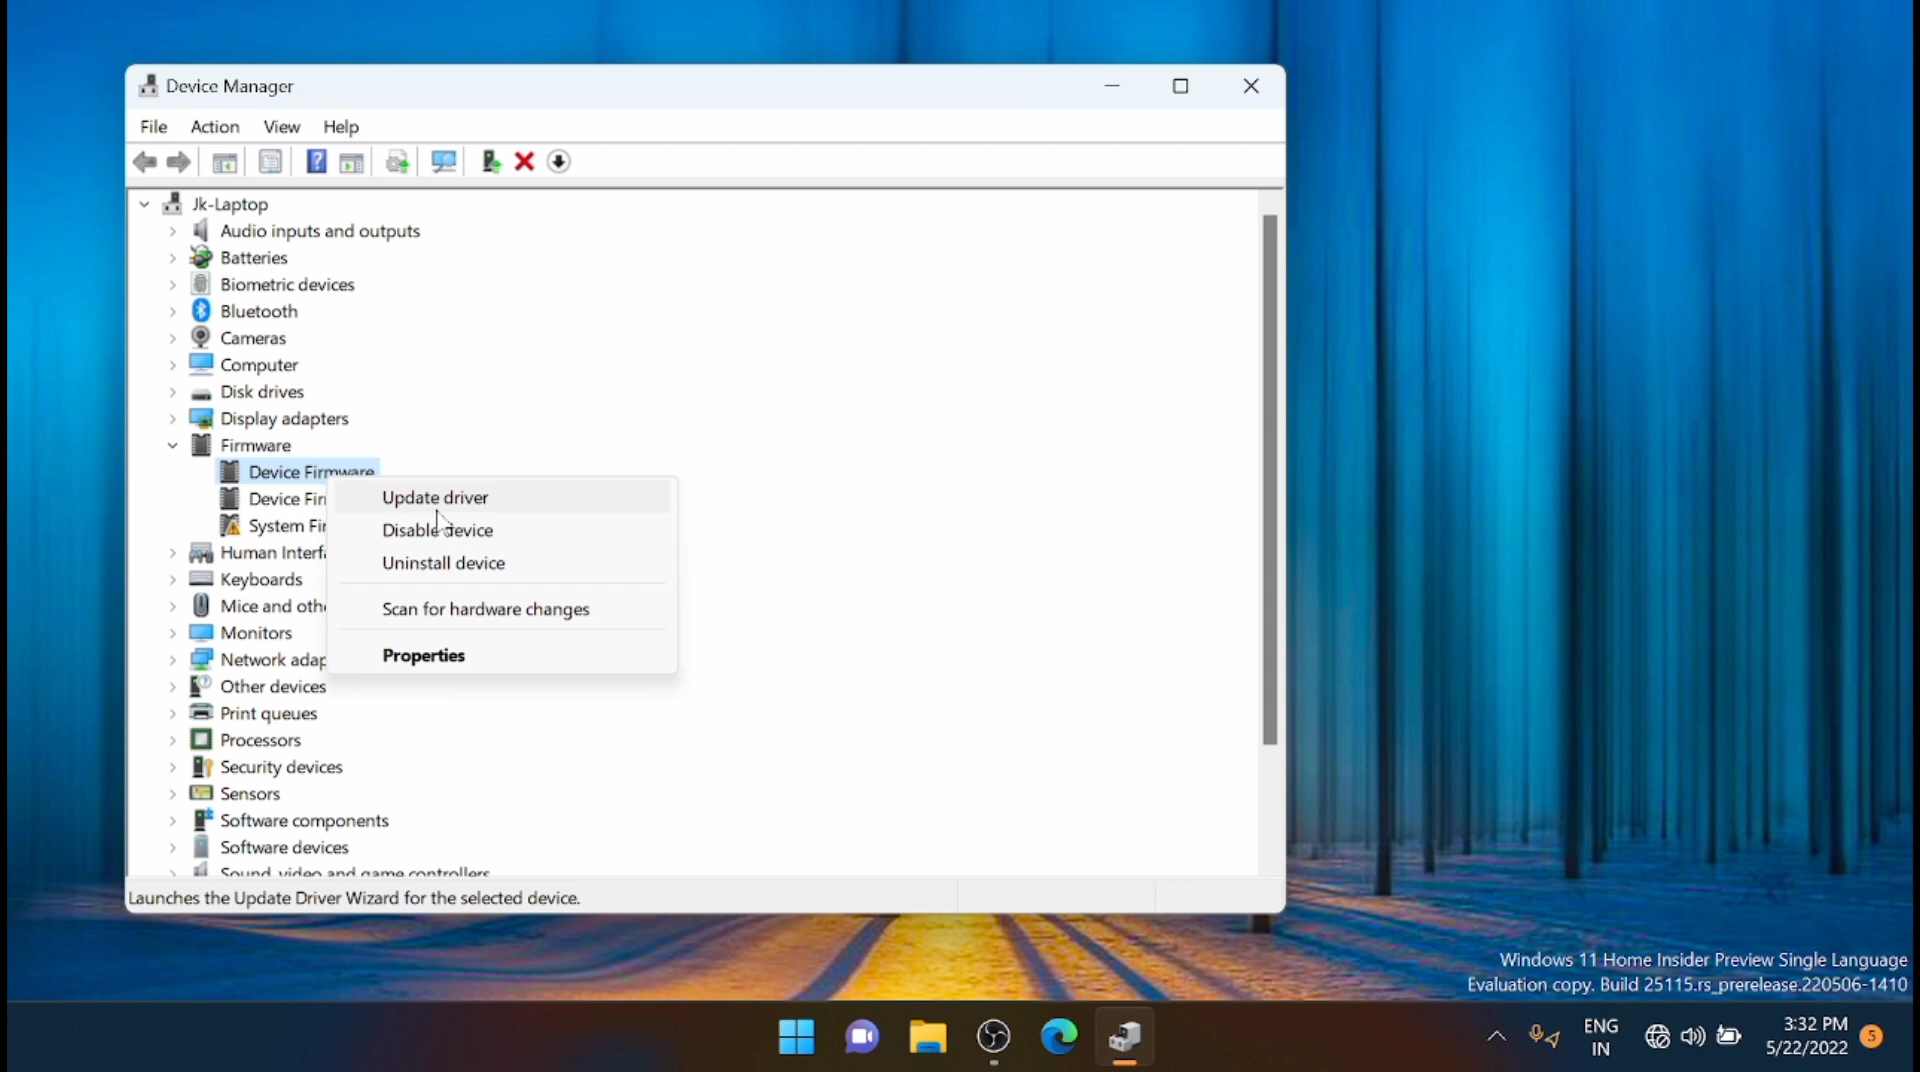 Device Manager
File Action View Help
Jk-Laptop
Audio inputs and outputs
Batteries
Biometric devices
Bluetooth
Cameras
Computer
Disk drives
Display adapters
Firmware
Device Firmware
Device Fir
System Fir
Human Interf
Keyboards
Mice and oth
Monitors
Network adap
Other devices
Print queues
Processors
Security devices
Sensors
Software components
Software devices
Sound, video and game controllers
Update driver
Disable device
Uninstall device
Scan for hardware changes
Properties
Launches the Update Driver Wizard for the selected device.
Windows 11 Home Insider Preview Single Language
Evaluation copy. Build 25115.rs_prerelease.220506-1410
ENG
IN
3:32 PM
5/22/2022
5